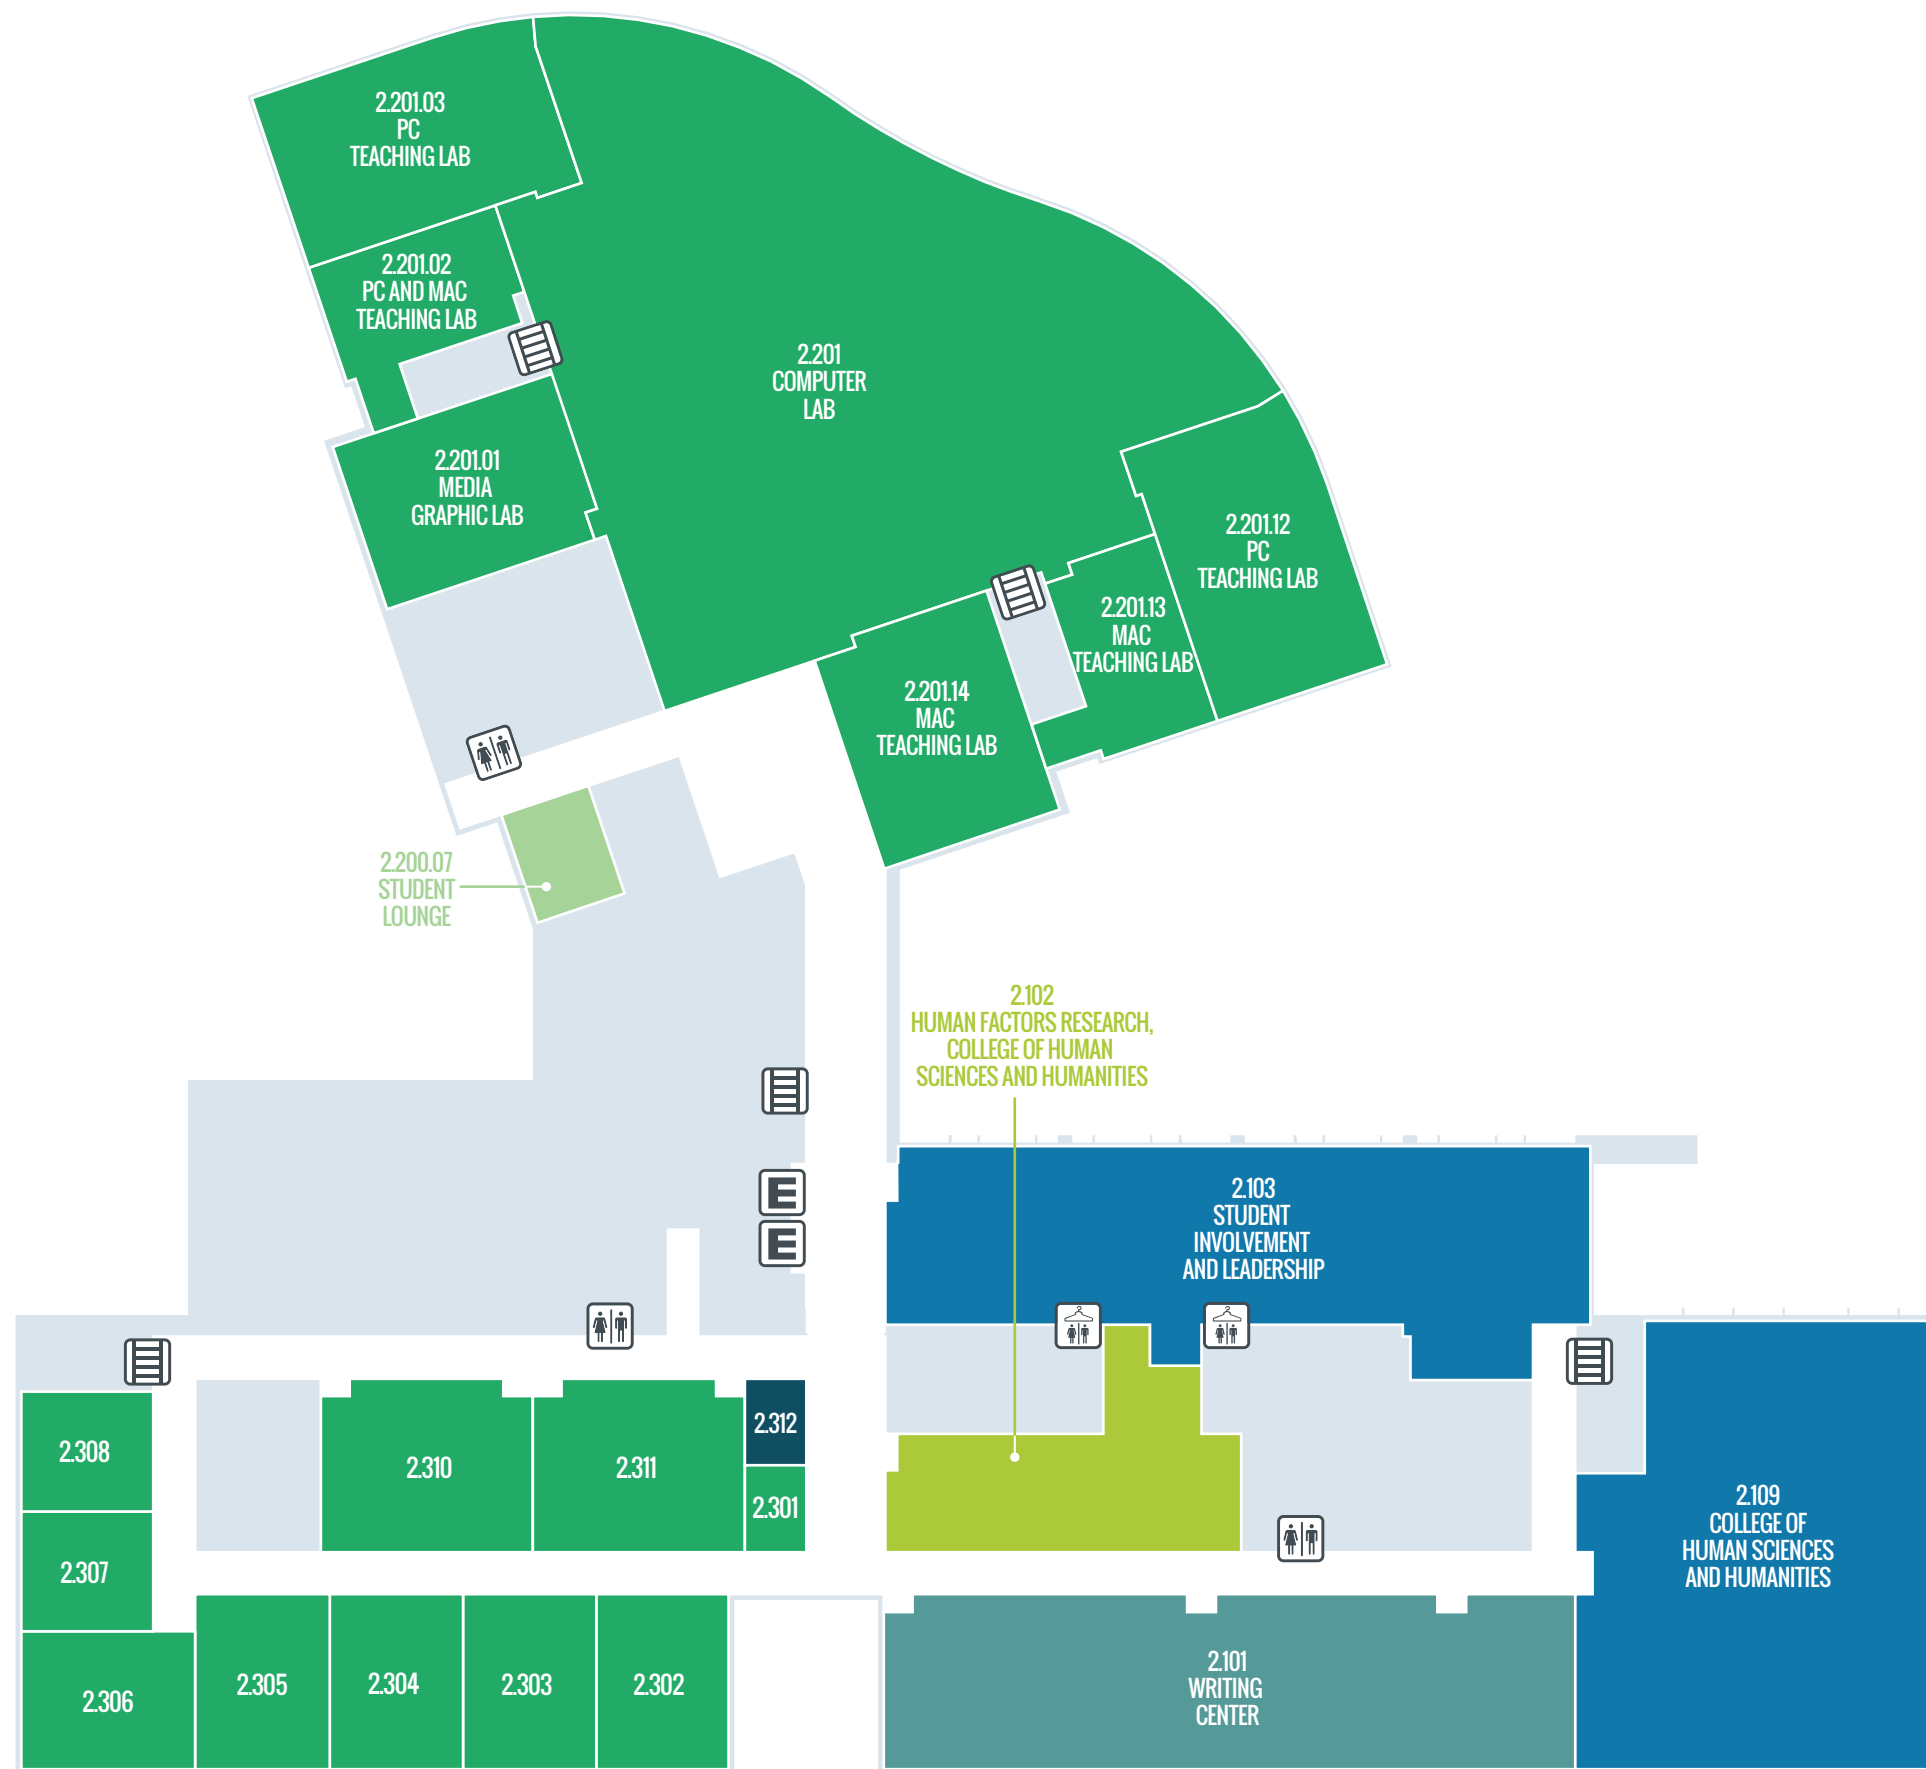 2.201.03
PC
TEACHING LAB
2.201.02
PC AND MAC
TEACHING LAB
2.201
COMPUTER
LAB
2.201.01
MEDIA
GRAPHIC LAB
2.201.12
PC
TEACHING LAB
2.201.13
MAC
TEACHING LAB
2.201.14
MAC
TEACHING LAB
2.200.07
STUDENT
LOUNGE
2.102
HUMAN FACTORS RESEARCH,
COLLEGE OF HUMAN
SCIENCES AND HUMANITIES
E
E
2.103
STUDENT
INVOLVEMENT
AND LEADERSHIP
2.312
2.308
2.310
2.311
2.301
2.307
2.109
COLLEGE OF
HUMAN SCIENCES
AND HUMANITIES
2.306
2.305
2.304
2.303
2.302
2.101
WRITING
CENTER